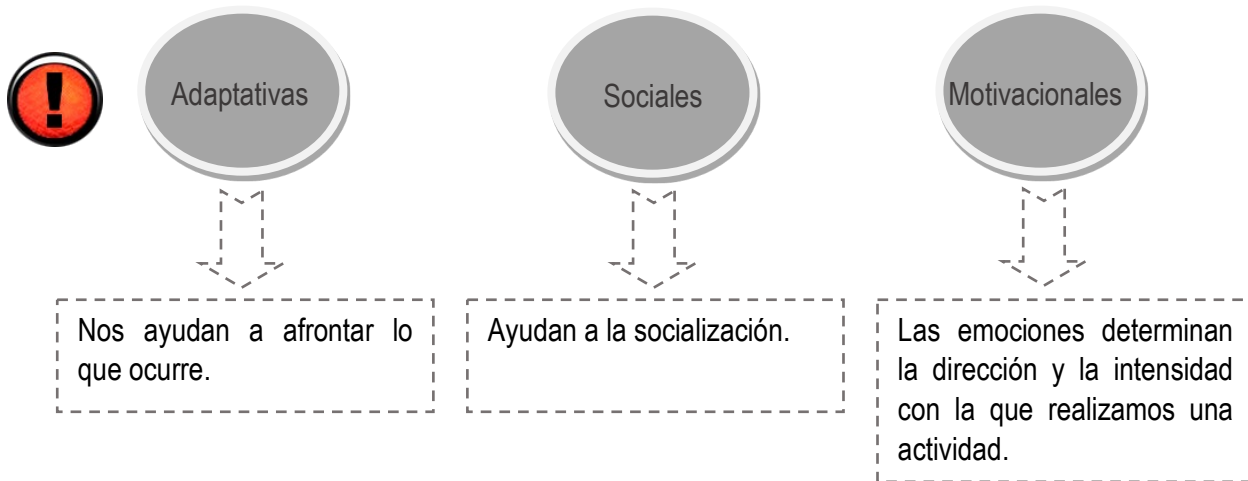 Adaptativas
Sociales
Motivacionales
Nos ayudan a afrontar lo
que ocurre.
Ayudan a la socialización.
Las emociones determinan
la dirección y la intensidad
con la que realizamos una
actividad.